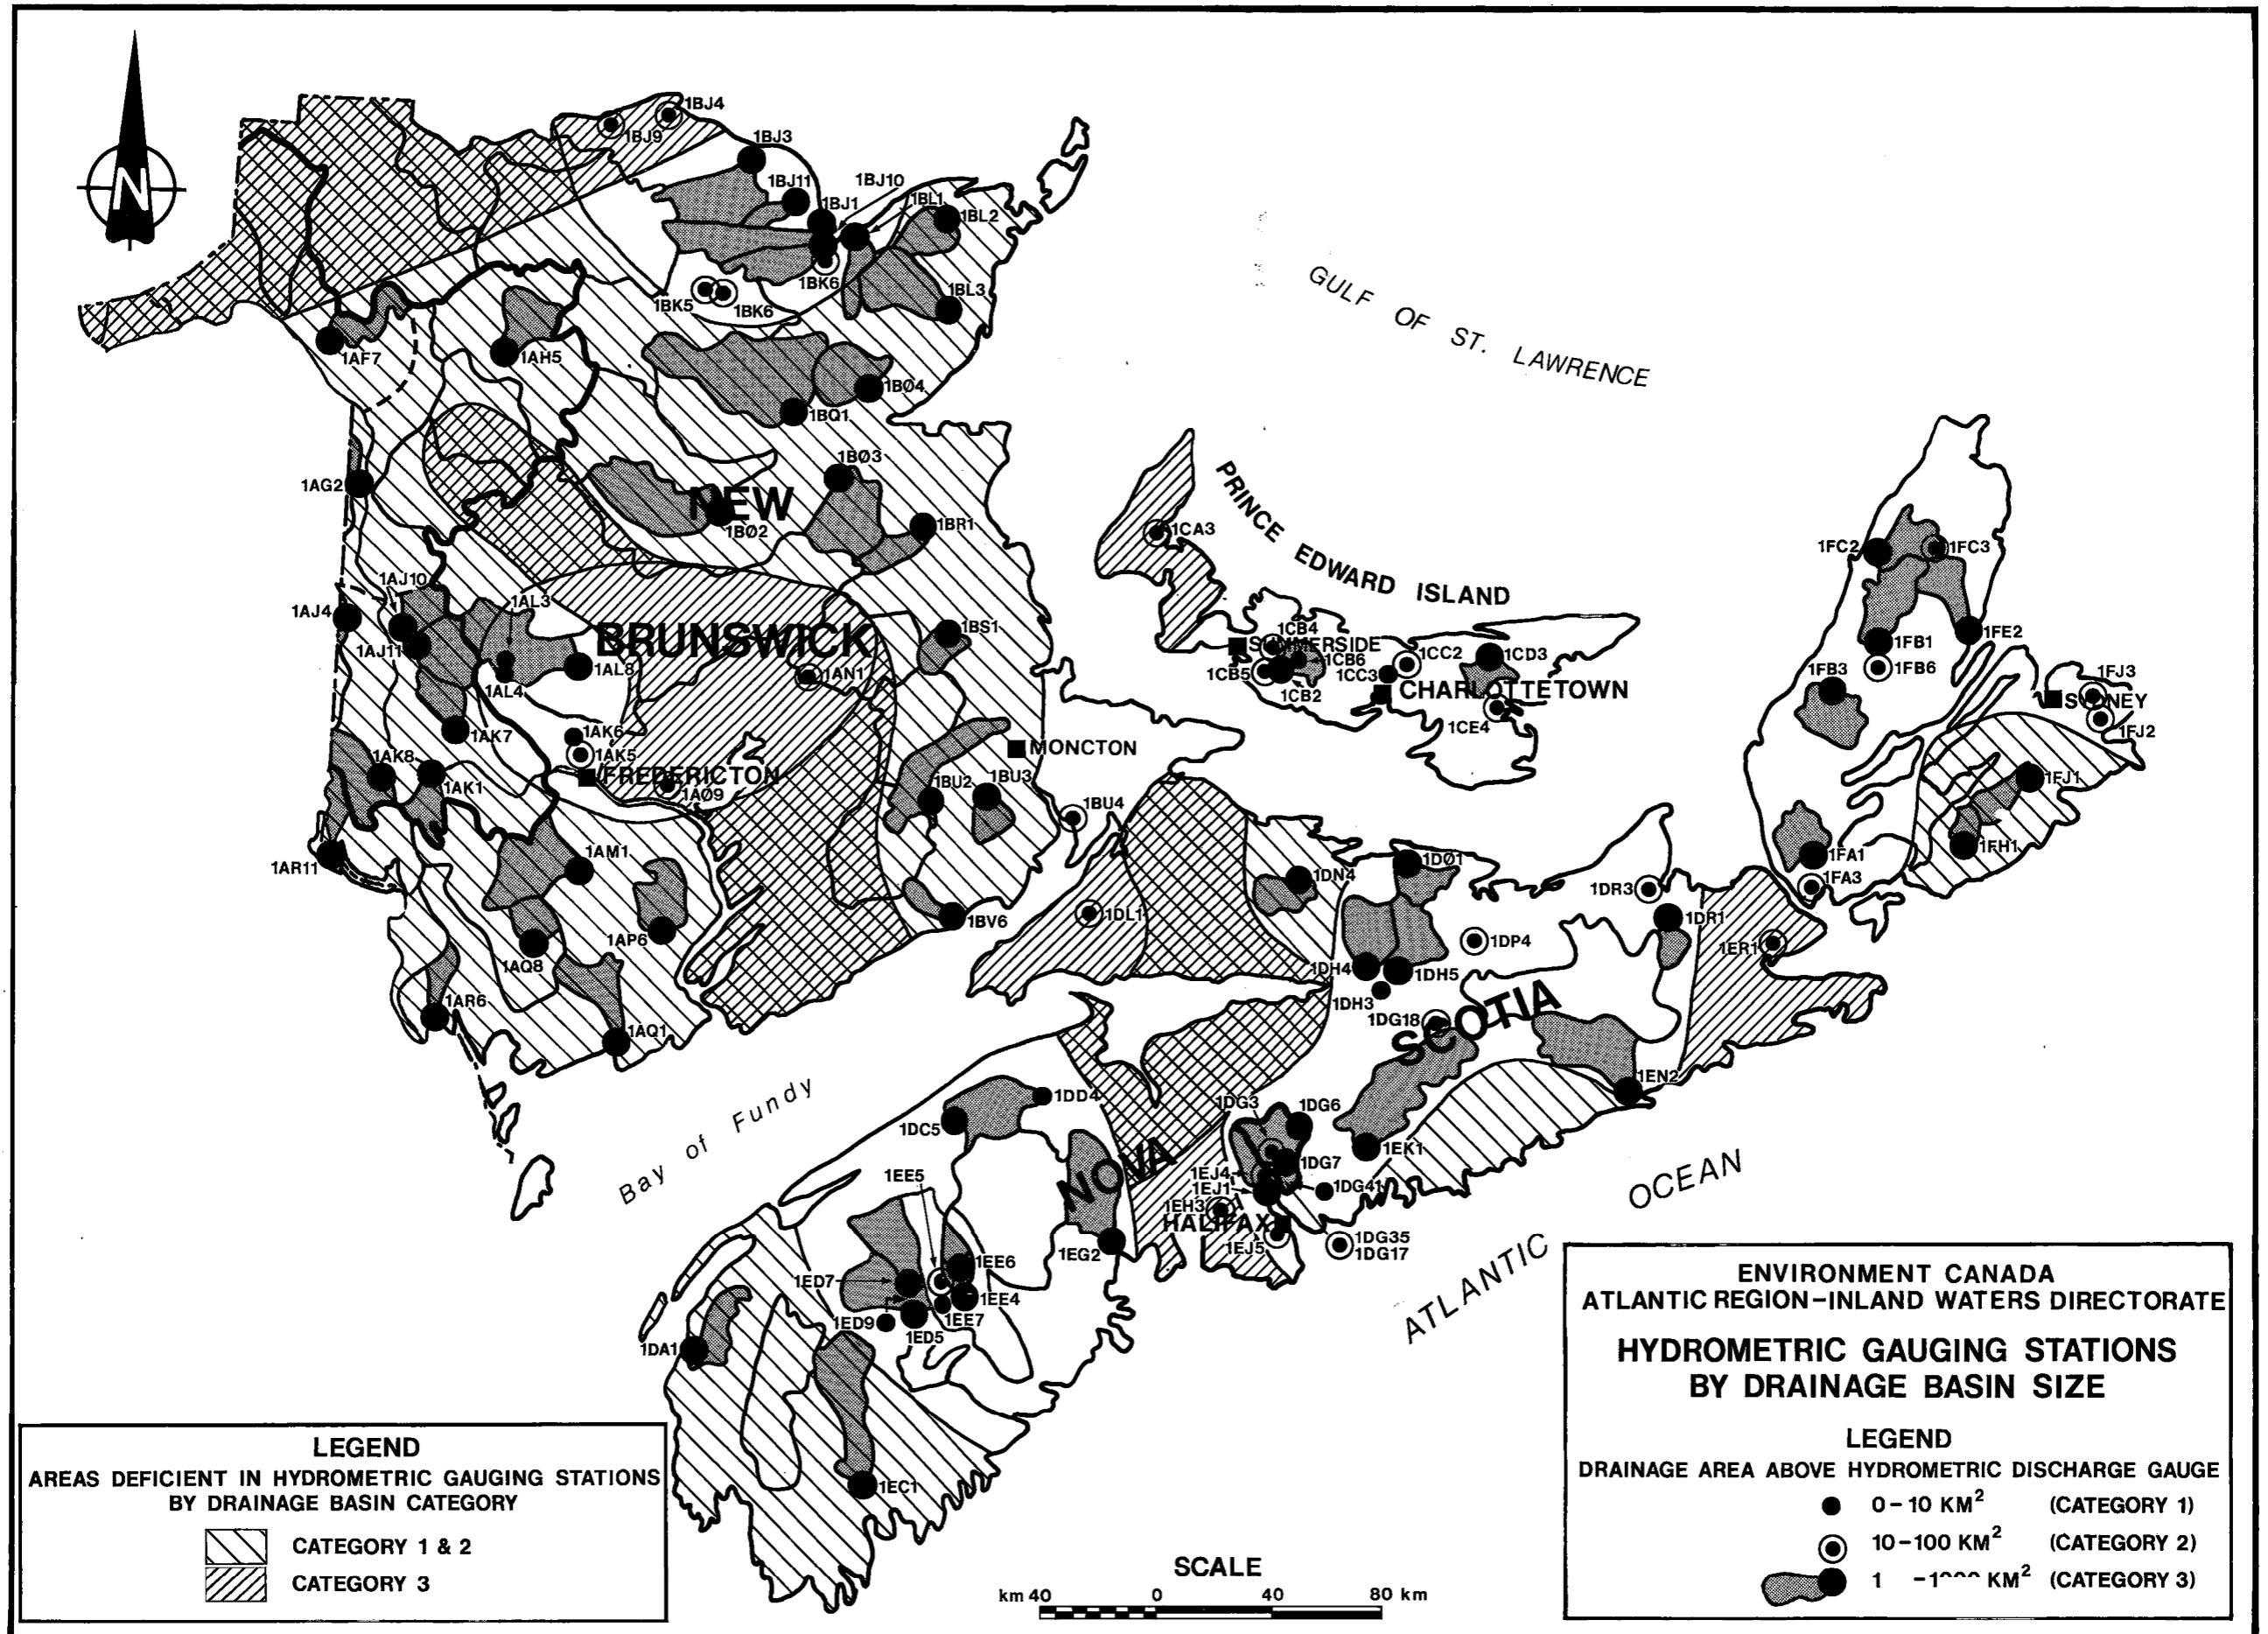 N
1BJ4
1BJ9
1BJ3
1BJ11
1BJ10
1BJ1
1BL1
1BL2
1BK6
1BK5
1BK6
1BL3
1AF7
1AH5
1BØ4
1BQ1
1BØ3
1AG2
NEW
1BØ2
1BR1
1AJ10
1AJ4
1AL3
1AJ11
BRUNSWICK
1BS1
1AL4
1AL8
1AN1
1AK7
1AK6
1AK5
1AK8
1AK1
FREDERICTON
1AØ9
MONCTON
1BU2
1BU3
1BU4
1AR11
1AM1
1AP6
1AQ8
1BV6
1AR6
1AQ1
GULF OF ST. LAWRENCE
PRINCE EDWARD ISLAND
1CA3
1CB4
SUMMERSIDE
1CB6
1CB5
1CB2
1CC2
1CC3
1CD3
CHARLOTTETOWN
1CE4
1FC2
1FC3
1FB1
1FE2
1FB6
1FB3
1FJ3
SYDNEY
1FJ2
1FJ1
1FH1
1FA1
1FA3
1DL1
1DN4
1DØ1
1DR3
1DR1
1ER1
1DP4
1DH4
1DH5
1DH3
1DG18
SCOTIA
1EN2
1DD4
1DC5
1DG3
1DG6
1EK1
1DG7
1EJ4
1EJ1
1DG41
1EH3
HALIFAX
1EJ5
1DG35
1DG17
NOVA
1EG2
1EE5
1EE6
1ED7
1EE4
1EE7
1ED9
1ED5
1DA1
1EC1
Bay of Fundy
ATLANTIC OCEAN
LEGEND
AREAS DEFICIENT IN HYDROMETRIC GAUGING STATIONS
BY DRAINAGE BASIN CATEGORY
CATEGORY 1 & 2
CATEGORY 3
SCALE
km 40 0 40 80 km
ENVIRONMENT CANADA
ATLANTIC REGION-INLAND WATERS DIRECTORATE
HYDROMETRIC GAUGING STATIONS
BY DRAINAGE BASIN SIZE
LEGEND
DRAINAGE AREA ABOVE HYDROMETRIC DISCHARGE GAUGE
0-10 KM² (CATEGORY 1)
10-100 KM² (CATEGORY 2)
KM² (CATEGORY 3)